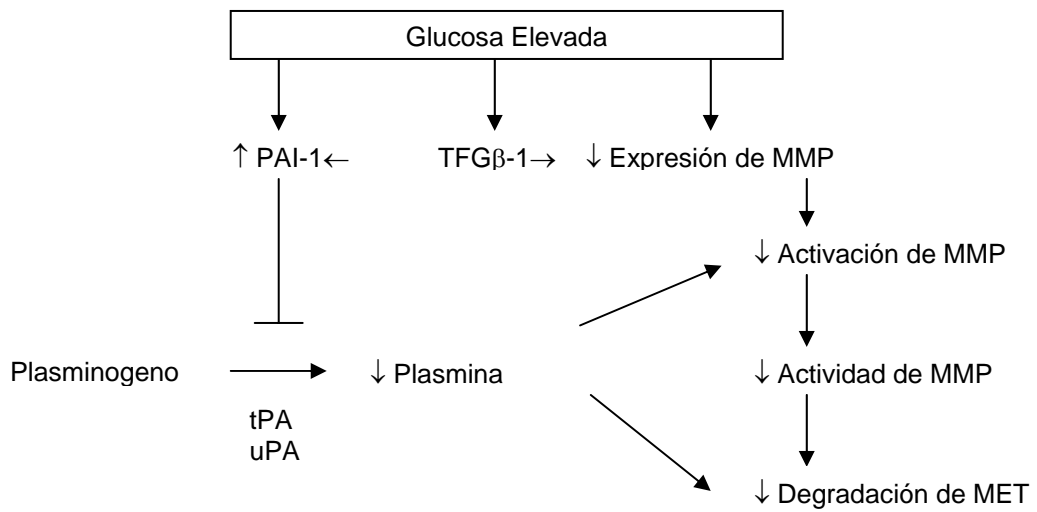 Glucosa Elevada
↑ PAI-1← TFGβ-1→ ↓ Expresión de MMP
↓ Activación de MMP
Plasminogeno ↓ Plasmina ↓ Actividad de MMP
tPA
uPA
↓ Degradación de MET